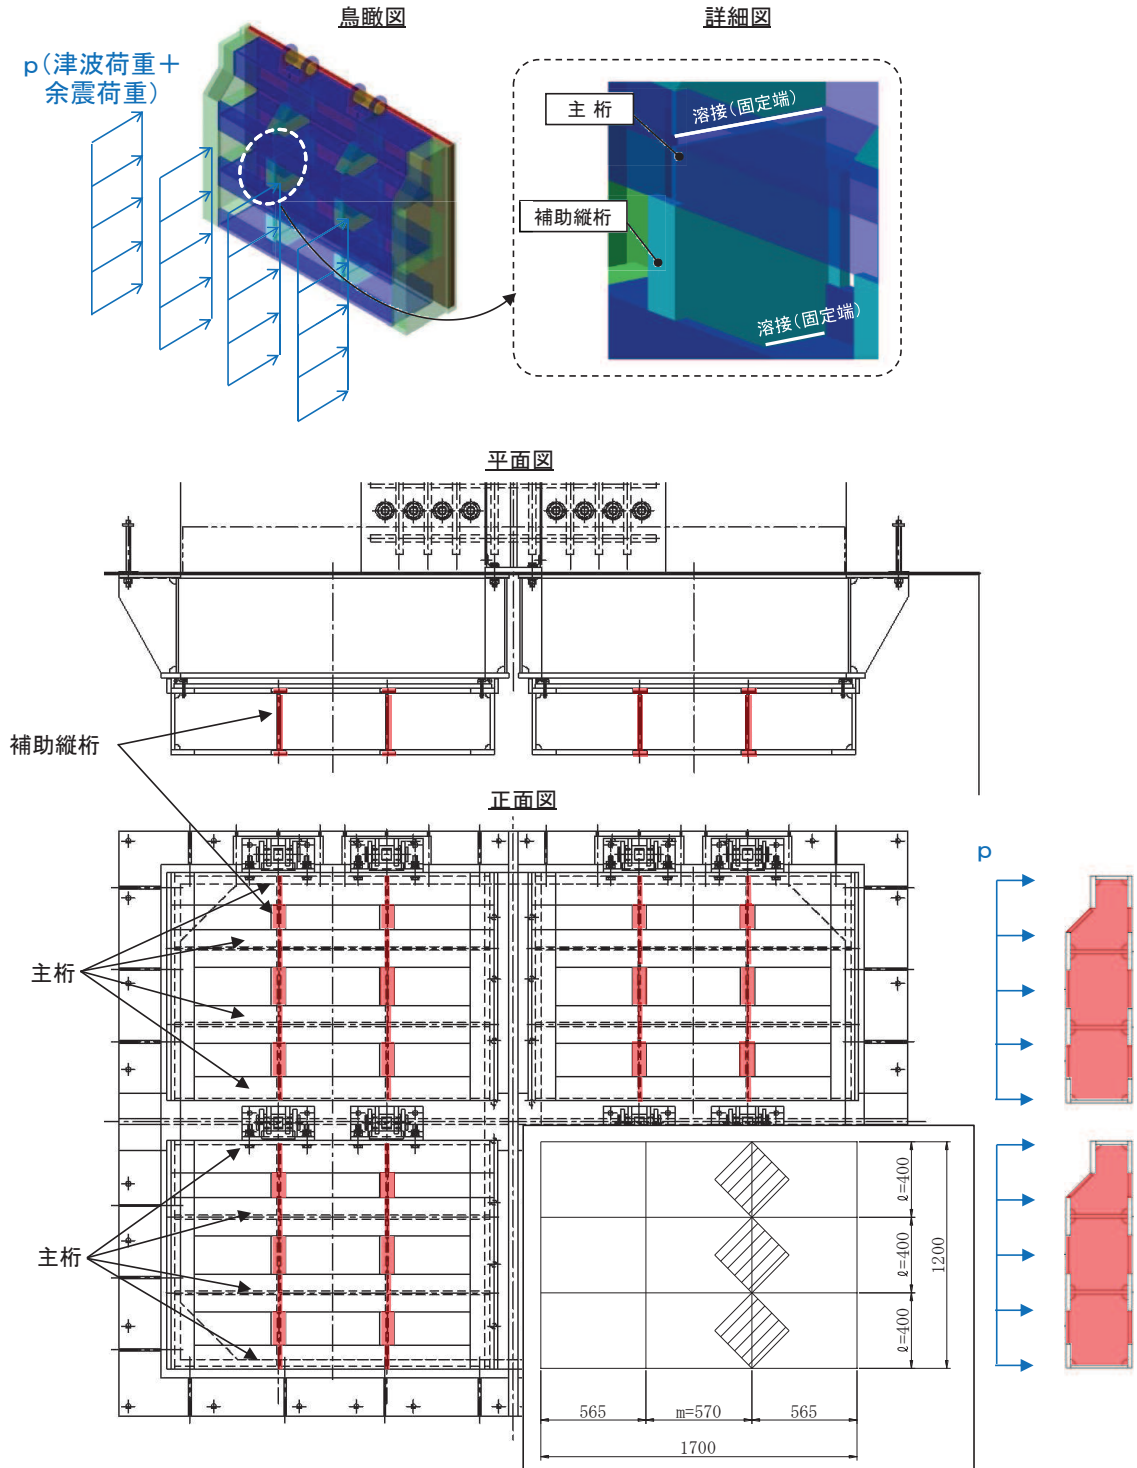 鳥瞰図
詳細図
p(津波荷重＋
余震荷重)
主 桁
溶接(固定端)
補助縦桁
溶接(固定端)
平面図
補助縦桁
正面図
p
主桁
主桁
ℓ=400
ℓ=400
ℓ=400
1200
565
m=570
565
1700